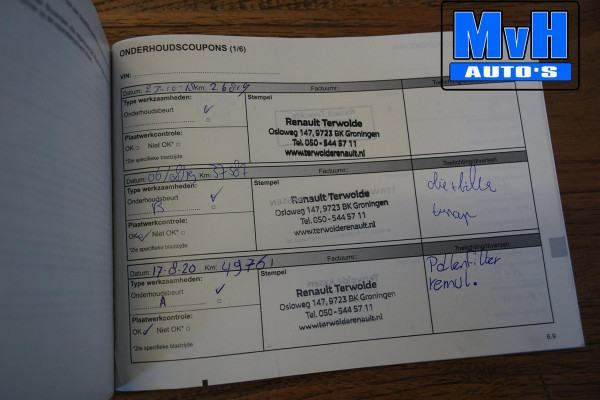 MvH
AUTO'S
ONDERHOUDSCOUPONS (1/6)
VIN:
Datum: Km: 26819 Factuurnr.:
Type werkzaamheden: Stempel
Onderhoudsbeurt ✓
Plaatwerkcontrole:
OK □ Niet OK* □
*Zie specifieke bladzijde
Renault Terwolde
Osloweg 147, 9723 BK Groningen
Tel. 050 - 544 57 11
www.terwolderenault.nl
Datum: Km: 37587 Factuurnr.: Toelichting/diversen
Type werkzaamheden: Stempel
Onderhoudsbeurt ✓
B
Plaatwerkcontrole:
OK ✓ Niet OK* □
*Zie specifieke bladzijde
Renault Terwolde
Osloweg 147, 9723 BK Groningen
Tel. 050 - 544 57 11
www.terwolderenault.nl
Datum: 17-8-20 Km: 49761 Factuurnr.: Toelichting/diversen
Type werkzaamheden: Stempel
Onderhoudsbeurt ✓
A
Plaatwerkcontrole:
OK ✓ Niet OK* □
*Zie specifieke bladzijde
Renault Terwolde
Osloweg 147, 9723 BK Groningen
Tel. 050 - 544 57 11
www.terwolderenault.nl
Pollenfilter
remvl.
6.9